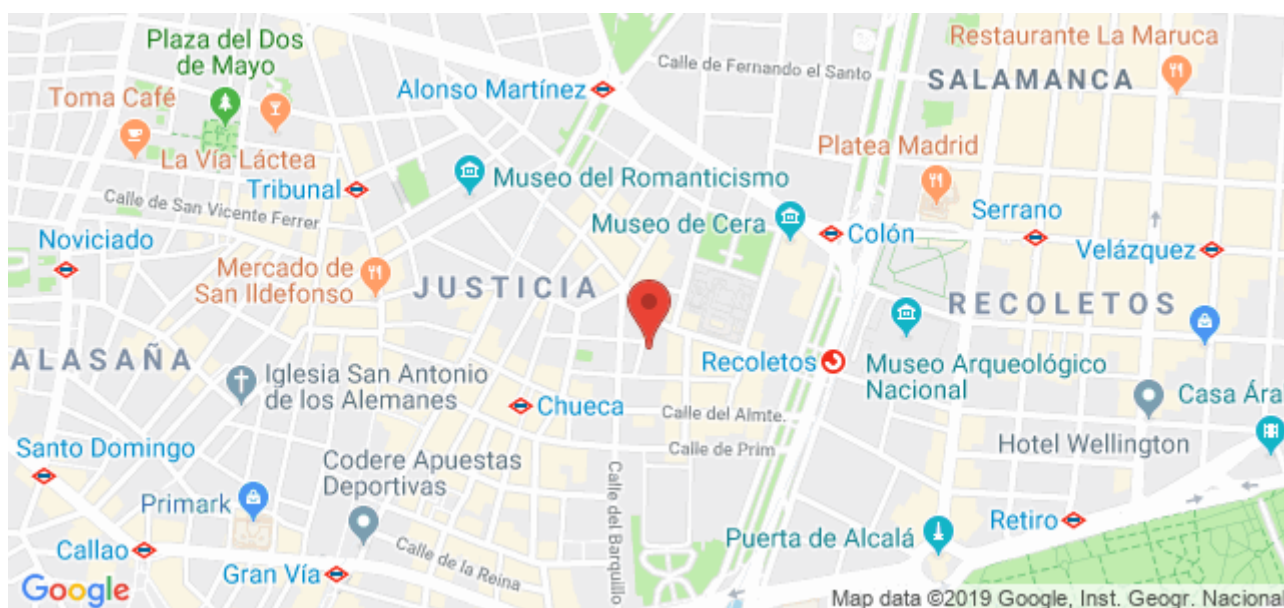 Plaza del Dos
de Mayo
Restaurante La Maruca
Calle de Fernando el Santo
SALAMANCA
Alonso Martínez
Toma Café
La Vía Láctea
Platea Madrid
Tribunal
Museo del Romanticismo
Calle de San Vicente Ferrer
Museo de Cera
Serrano
Colón
Noviciado
Velázquez
Mercado de
San Ildefonso
JUSTICIA
RECOLETOS
ALASAÑA
Recoletos
Museo Arqueológico
Nacional
Iglesia San Antonio
de los Alemanes
Chueca
Calle del Almte.
Casa Ára
Calle de Prim
Hotel Wellington
Santo Domingo
Codere Apuestas
Deportivas
Calle del Barquillo
Primark
Retiro
Puerta de Alcalá
Callao
Gran Vía
Calle de la Reina
Google
Map data ©2019 Google, Inst. Geogr. Naciona